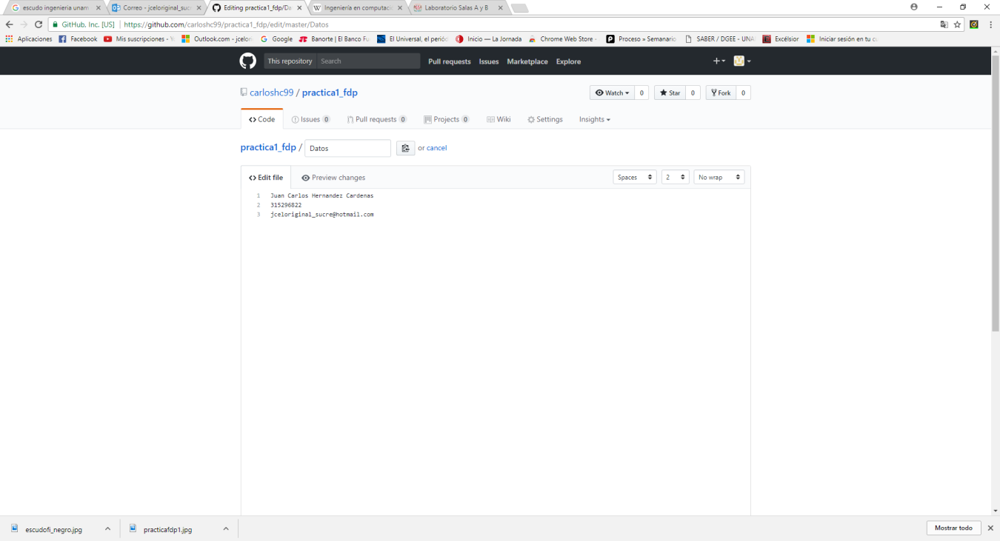 escudo ingenieria unam
Correo - jceloriginal_suc
Editing practica1_fdp/Da
Ingeniería en computaci
Laboratorio Salas A y B
GitHub, Inc. [US] https://github.com/carloshc99/practica1_fdp/edit/master/Datos
Aplicaciones Facebook Mis suscripciones - Y Outlook.com - jcelori Google Banorte | El Banco Fu El Universal, el periód Inicio — La Jornada Chrome Web Store - Proceso » Semanario SABER / DGEE - UNA Excélsior Iniciar sesión en tu cu
This repository Search Pull requests Issues Marketplace Explore
carloshc99 / practica1_fdp Watch 0 Star 0 Fork 0
Code Issues 0 Pull requests 0 Projects 0 Wiki Settings Insights
practica1_fdp / Datos or cancel
Edit file Preview changes Spaces 2 No wrap
1 Juan Carlos Hernandez Cardenas
2 315296822
3 jceloriginal_sucre@hotmail.com
escudofi_negro.jpg practicafdp1.jpg Mostrar todo